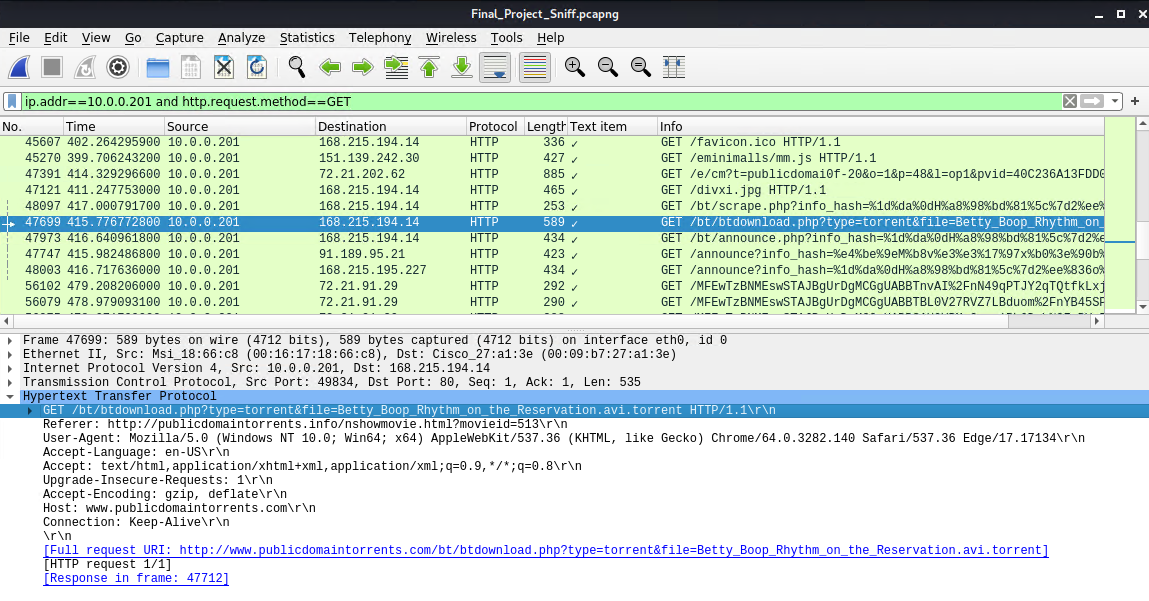 Final_Project_Sniff.pcapng
File Edit View Go Capture Analyze Statistics Telephony Wireless Tools Help
ip.addr==10.0.0.201 and http.request.method==GET
No. Time Source Destination Protocol Length Text item Info
45607 402.264295900 10.0.0.201 168.215.194.14 HTTP 336 ✓ GET /favicon.ico HTTP/1.1
45270 399.706243200 10.0.0.201 151.139.242.30 HTTP 427 ✓ GET /eminimalls/mm.js HTTP/1.1
47391 414.329296600 10.0.0.201 72.21.202.62 HTTP 885 ✓ GET /e/cm?t=publicdomai0f-20&o=1&p=48&l=op1&pvid=40C236A13FDD0
47121 411.247753000 10.0.0.201 168.215.194.14 HTTP 465 ✓ GET /divxi.jpg HTTP/1.1
48097 417.000791700 10.0.0.201 168.215.194.14 HTTP 253 ✓ GET /bt/scrape.php?info_hash=%1d%da%0dH%a8%98%bd%81%5c%7d2%ee%
47699 415.776772800 10.0.0.201 168.215.194.14 HTTP 589 ✓ GET /bt/btdownload.php?type=torrent&file=Betty_Boop_Rhythm_on_
47973 416.640961800 10.0.0.201 168.215.194.14 HTTP 434 ✓ GET /bt/announce.php?info_hash=%1d%da%0dH%a8%98%bd%81%5c%7d2%e
47747 415.982486800 10.0.0.201 91.189.95.21 HTTP 423 ✓ GET /announce?info_hash=%e4%be%9eM%b8v%e3%e3%17%97x%b0%3e%90b%
48003 416.717636000 10.0.0.201 168.215.195.227 HTTP 434 ✓ GET /announce?info_hash=%1d%da%0dH%a8%98%bd%81%5c%7d2%ee%836o%
56102 479.208206000 10.0.0.201 72.21.91.29 HTTP 292 ✓ GET /MFEwTzBNMEswSTAJBgUrDgMCGgUABBTnvAI%2FnN49qPTJY2qTQtfkLxj
56079 478.979093100 10.0.0.201 72.21.91.29 HTTP 290 ✓ GET /MFEwTzBNMEswSTAJBgUrDgMCGgUABBTBL0V27RVZ7LBduom%2FnYB45SP
Frame 47699: 589 bytes on wire (4712 bits), 589 bytes captured (4712 bits) on interface eth0, id 0
Ethernet II, Src: Msi_18:66:c8 (00:16:17:18:66:c8), Dst: Cisco_27:a1:3e (00:09:b7:27:a1:3e)
Internet Protocol Version 4, Src: 10.0.0.201, Dst: 168.215.194.14
Transmission Control Protocol, Src Port: 49834, Dst Port: 80, Seq: 1, Ack: 1, Len: 535
Hypertext Transfer Protocol
GET /bt/btdownload.php?type=torrent&file=Betty_Boop_Rhythm_on_the_Reservation.avi.torrent HTTP/1.1\r\n
Referer: http://publicdomaintorrents.info/nshowmovie.html?movieid=513\r\n
User-Agent: Mozilla/5.0 (Windows NT 10.0; Win64; x64) AppleWebKit/537.36 (KHTML, like Gecko) Chrome/64.0.3282.140 Safari/537.36 Edge/17.17134\r\n
Accept-Language: en-US\r\n
Accept: text/html,application/xhtml+xml,application/xml;q=0.9,*/*;q=0.8\r\n
Upgrade-Insecure-Requests: 1\r\n
Accept-Encoding: gzip, deflate\r\n
Host: www.publicdomaintorrents.com\r\n
Connection: Keep-Alive\r\n
\r\n
[Full request URI: http://www.publicdomaintorrents.com/bt/btdownload.php?type=torrent&file=Betty_Boop_Rhythm_on_the_Reservation.avi.torrent]
[HTTP request 1/1]
[Response in frame: 47712]